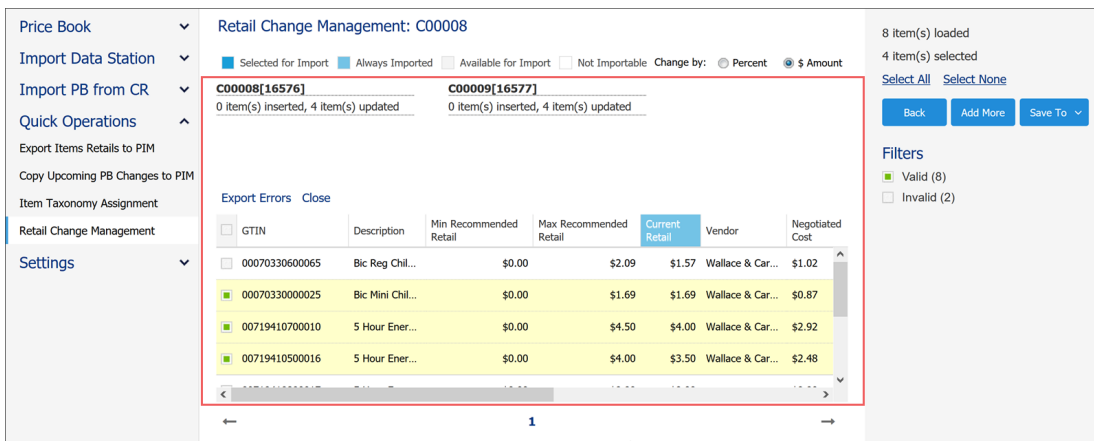 Price Book
Import Data Station
Import PB from CR
Quick Operations
Export Items Retails to PIM
Copy Upcoming PB Changes to PIM
Item Taxonomy Assignment
Retail Change Management
Settings
Retail Change Management: C00008
Selected for Import Always Imported Available for Import Not Importable Change by: Percent $ Amount
C00008[16576] C00009[16577]
0 item(s) inserted, 4 item(s) updated 0 item(s) inserted, 4 item(s) updated
Export Errors Close
GTIN Description Min Recommended Retail Max Recommended Retail Current Retail Vendor Negotiated Cost
00070330600065 Bic Reg Chil... $0.00 $2.09 $1.57 Wallace & Car... $1.02
00070330000025 Bic Mini Chil... $0.00 $1.69 $1.69 Wallace & Car... $0.87
00719410700010 5 Hour Ener... $0.00 $4.50 $4.00 Wallace & Car... $2.92
00719410500016 5 Hour Ener... $0.00 $4.00 $3.50 Wallace & Car... $2.48
1
8 item(s) loaded
4 item(s) selected
Select All Select None
Back Add More Save To
Filters
Valid (8)
Invalid (2)